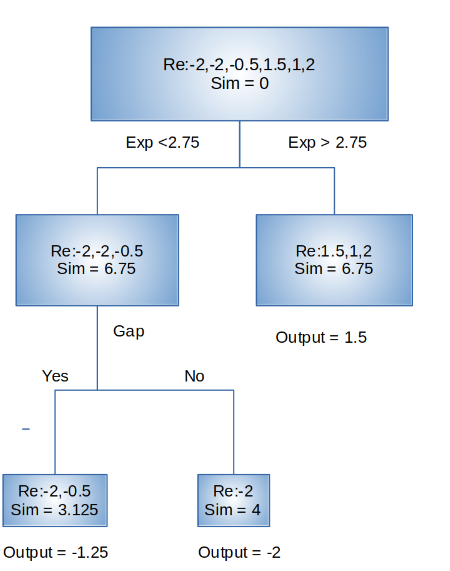 Re:-2,-2,-0.5,1.5,1,2
Sim = 0
Exp <2.75
Exp > 2.75
Re:-2,-2,-0.5
Sim = 6.75
Re:1.5,1,2
Sim = 6.75
Gap
Output = 1.5
Yes
No
Re:-2,-0.5
Sim = 3.125
Re:-2
Sim = 4
Output = -1.25
Output = -2